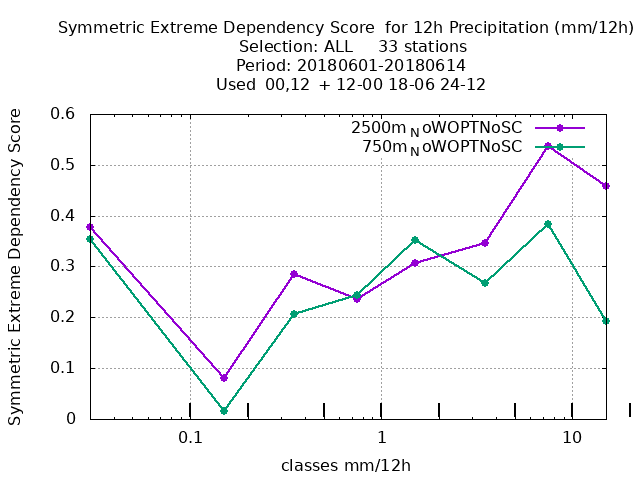 Symmetric Extreme Dependency Score  for 12h Precipitation (mm/12h)
Selection: ALL     33 stations
Period: 20180601-20180614
Used  00,12  + 12-00 18-06 24-12
Symmetric Extreme Dependency Score
0.6
0.5
0.4
0.3
0.2
0.1
0
2500mNoWOPTNoSC
750mNoWOPTNoSC
0.1
1
10
classes mm/12h